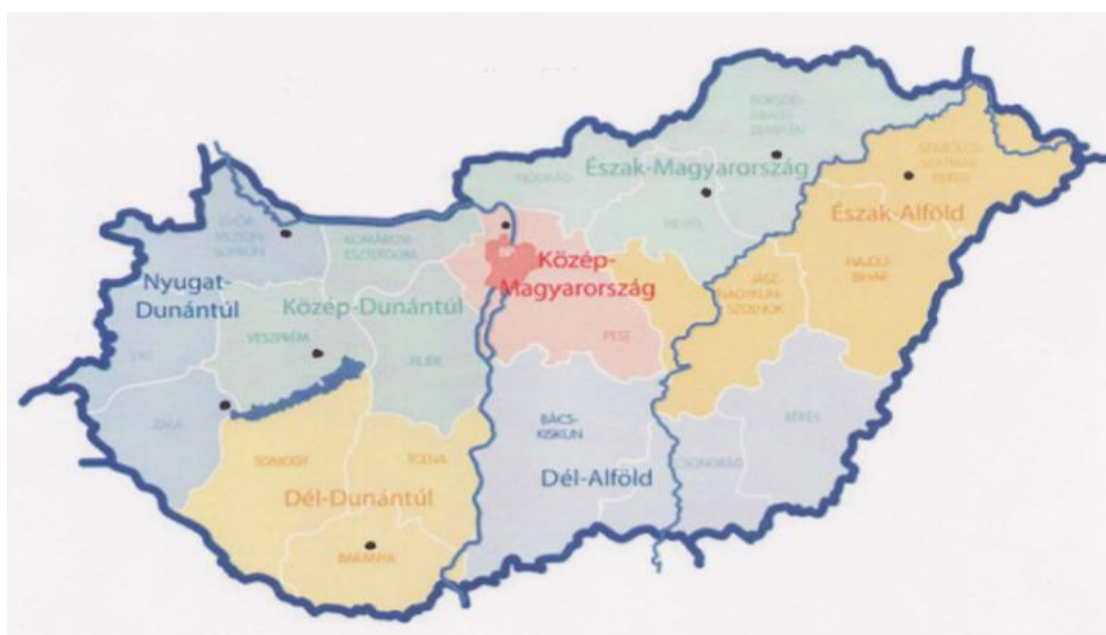 BORSOD-
ABAÚJ-
ZEMPLÉN
SZABOLCS-
SZATMÁR-
BEREG
Észak-Magyarország
NÓGRÁD
HEVES
Észak-Alföld
GYŐR-
MOSON-
SOPRON
KOMÁROM-
ESZTERGOM
HAJDÚ-
BIHAR
Közép-
Magyarország
JÁSZ-
NAGYKUN-
SZOLNOK
Nyugat-
Dunántúl
Közép-Dunántúl
VESZPRÉM
PEST
VAS
FEJÉR
ZALA
BÁCS-
KISKUN
BÉKÉS
TOLNA
CSONGRÁD
Dél-Alföld
Dél-Dunántúl
BARANYA